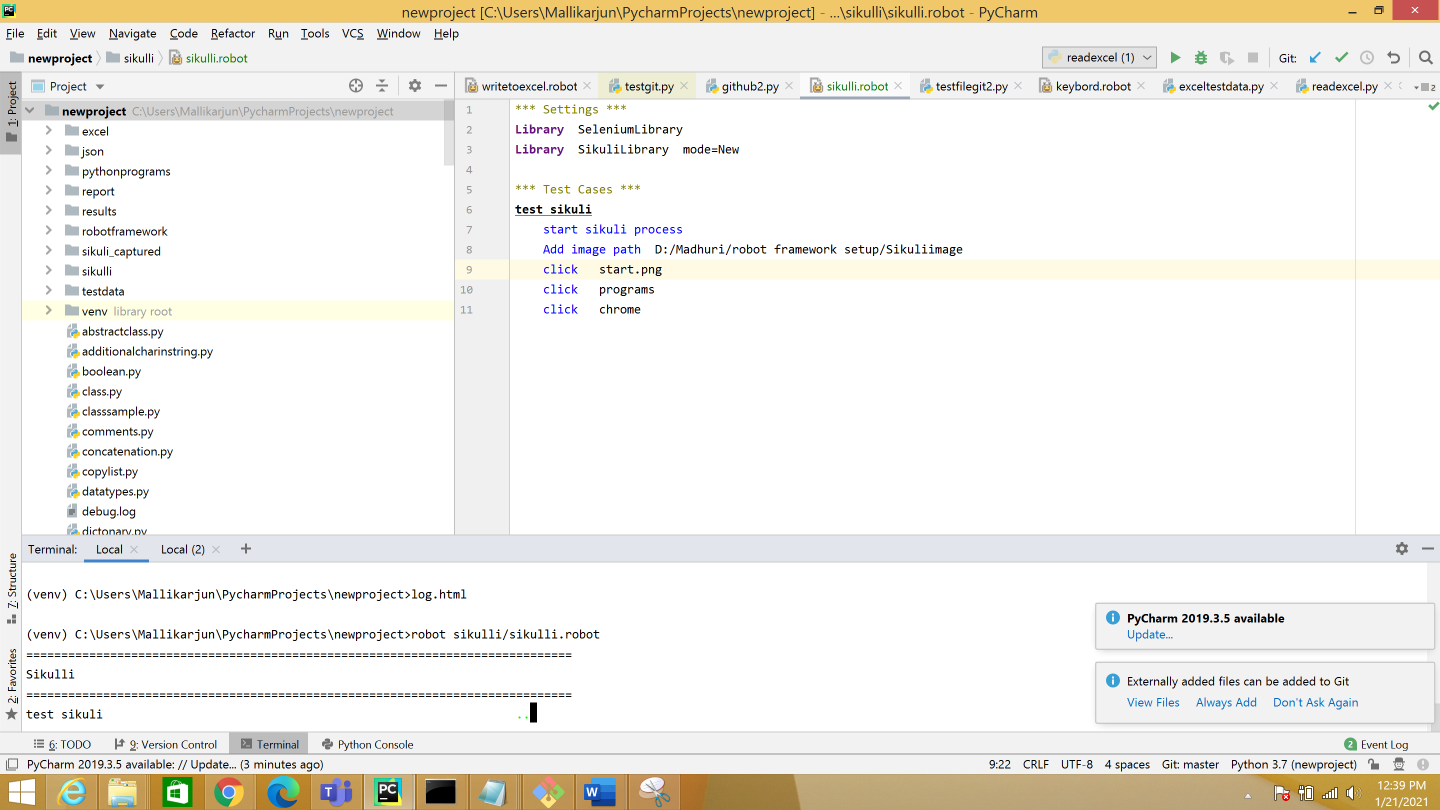 newproject [C:\Users\Mallikarjun\PycharmProjects\newproject] - ...\sikulli\sikulli.robot - PyCharm
File Edit View Navigate Code Refactor Run Tools VCS Window Help
newproject sikulli sikulli.robot readexcel (1) Git:
Project
writetoexcel.robot testgit.py github2.py sikulli.robot testfilegit2.py keybord.robot exceltestdata.py readexcel.py 2
1: Project
newproject C:\Users\Mallikarjun\PycharmProjects\newproject
excel
json
pythonprograms
report
results
robotframework
sikuli_captured
sikulli
testdata
venv library root
abstractclass.py
additionalcharinstring.py
boolean.py
class.py
classsample.py
comments.py
concatenation.py
copylist.py
datatypes.py
debug.log
dictonary.py
1 *** Settings ***
2 Library SeleniumLibrary
3 Library SikuliLibrary mode=New
4
5 *** Test Cases ***
6 test sikuli
7 start sikuli process
8 Add image path D:/Madhuri/robot framework setup/Sikuliimage
9 click start.png
10 click programs
11 click chrome
Terminal: Local Local (2) +
7: Structure
2: Favorites
(venv) C:\Users\Mallikarjun\PycharmProjects\newproject>log.html
(venv) C:\Users\Mallikarjun\PycharmProjects\newproject>robot sikulli/sikulli.robot
==============================================================================
Sikulli
==============================================================================
test sikuli ..
PyCharm 2019.3.5 available
Update...
Externally added files can be added to Git
View Files Always Add Don't Ask Again
6: TODO 9: Version Control Terminal Python Console 2 Event Log
PyCharm 2019.3.5 available: // Update... (3 minutes ago) 9:22 CRLF UTF-8 4 spaces Git: master Python 3.7 (newproject)
12:39 PM
1/21/2021